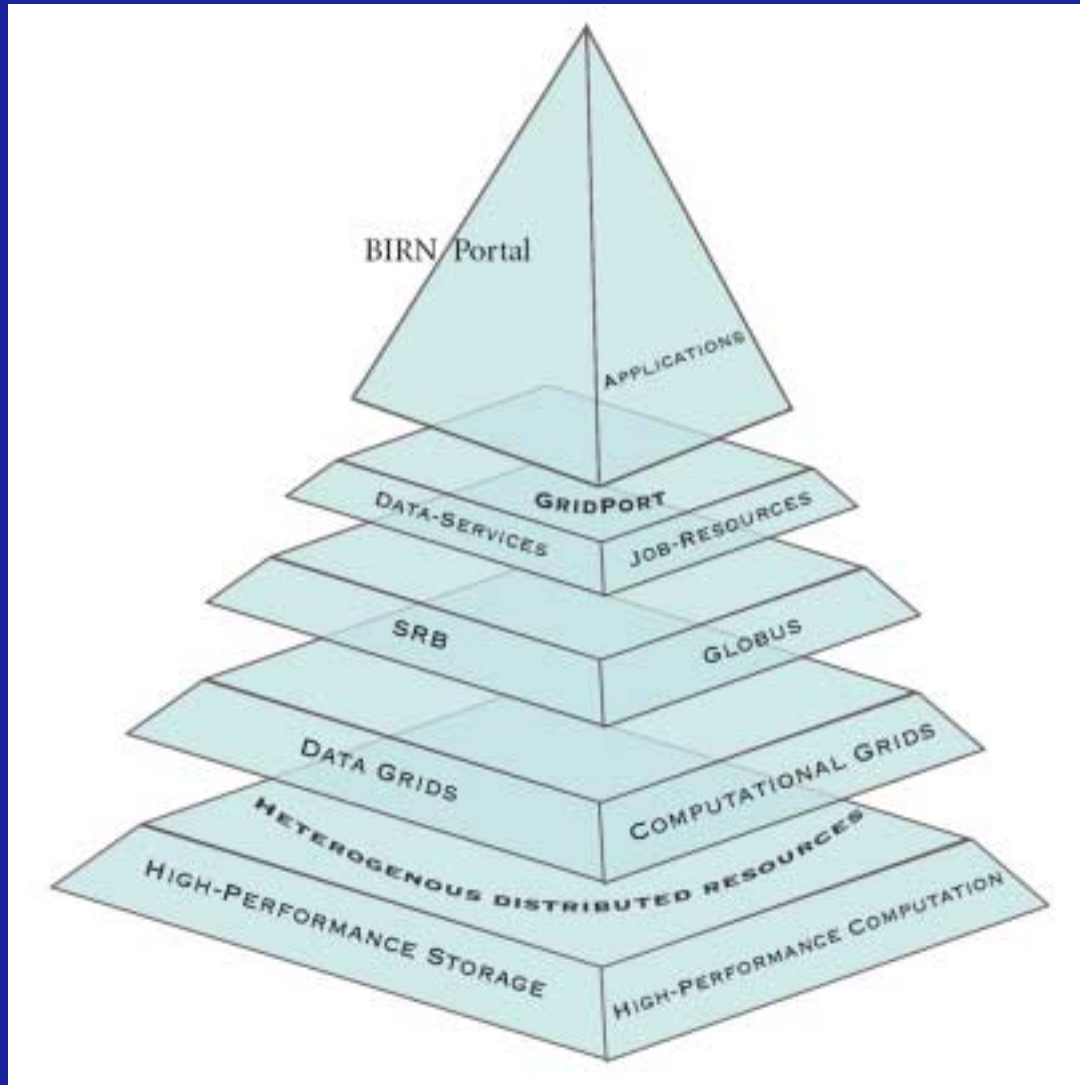 BIRN Portal
APPLICATIONS
GRIDPORT
DATA-SERVICES
JOB-RESOURCES
SRB
GLOBUS
DATA GRIDS
COMPUTATIONAL GRIDS
HETEROGENOUS DISTRIBUTED RESOURCES
HIGH-PERFORMANCE STORAGE
HIGH-PERFORMANCE COMPUTATION